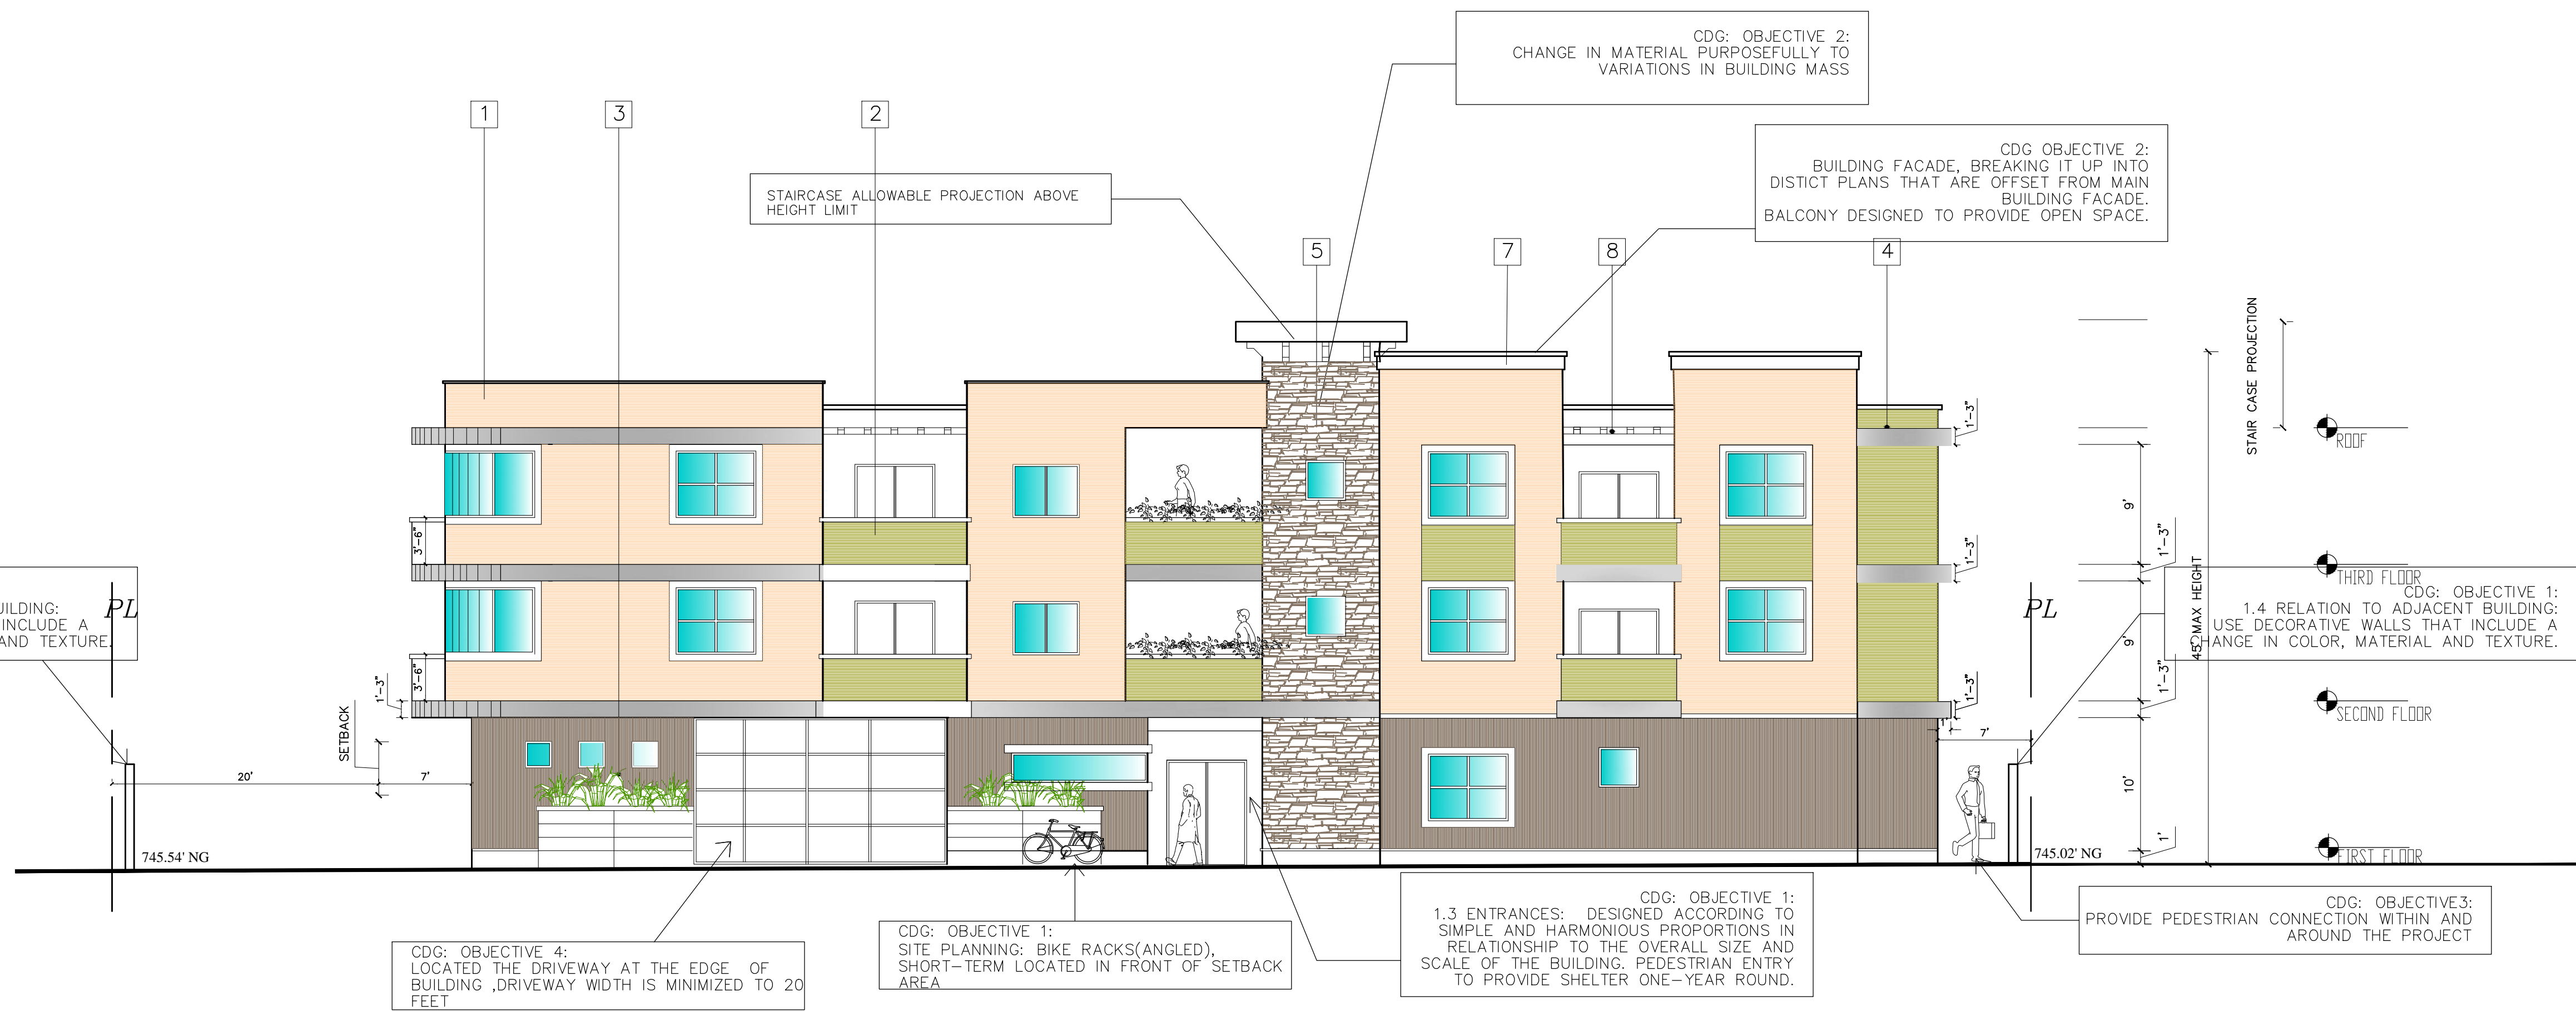 CDG: OBJECTIVE 2:
CHANGE IN MATERIAL PURPOSEFULLY TO
VARIATIONS IN BUILDING MASS
1
3
2
CDG OBJECTIVE 2:
BUILDING FACADE, BREAKING IT UP INTO
DISTICT PLANS THAT ARE OFFSET FROM MAIN
BUILDING FACADE.
BALCONY DESIGNED TO PROVIDE OPEN SPACE.
STAIRCASE ALLOWABLE PROJECTION ABOVE
HEIGHT LIMIT
5
7
8
4
STAIR CASE PROJECTION
1'-3"
ROOF
9'
3'-6"
1'-3"
1'-3"
THIRD FLOOR
45' MAX HEIGHT
UILDING:
INCLUDE A
AND TEXTURE.
PL
PL
CDG: OBJECTIVE 1:
1.4 RELATION TO ADJACENT BUILDING:
USE DECORATIVE WALLS THAT INCLUDE A
CHANGE IN COLOR, MATERIAL AND TEXTURE.
9'
3'-6"
1'-3"
1'-3"
1'-3"
SECOND FLOOR
SETBACK
20'
7'
7'
1'
10'
1'
745.54' NG
745.02' NG
FIRST FLOOR
CDG: OBJECTIVE 4:
LOCATED THE DRIVEWAY AT THE EDGE OF
BUILDING ,DRIVEWAY WIDTH IS MINIMIZED TO 20
FEET
CDG: OBJECTIVE 1:
SITE PLANNING: BIKE RACKS(ANGLED),
SHORT-TERM LOCATED IN FRONT OF SETBACK
AREA
CDG: OBJECTIVE 1:
1.3 ENTRANCES: DESIGNED ACCORDING TO
SIMPLE AND HARMONIOUS PROPORTIONS IN
RELATIONSHIP TO THE OVERALL SIZE AND
SCALE OF THE BUILDING. PEDESTRIAN ENTRY
TO PROVIDE SHELTER ONE-YEAR ROUND.
CDG: OBJECTIVE3:
PROVIDE PEDESTRIAN CONNECTION WITHIN AND
AROUND THE PROJECT